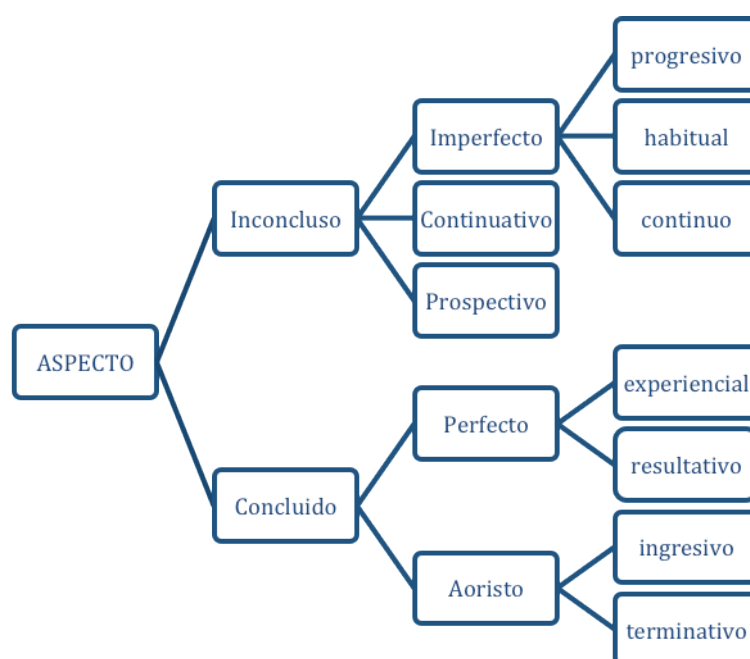 progresivo
Imperfecto
habitual
Inconcluso
Continuativo
continuo
Prospectivo
ASPECTO
experiencial
Perfecto
resultativo
Concluido
ingresivo
Aoristo
terminativo